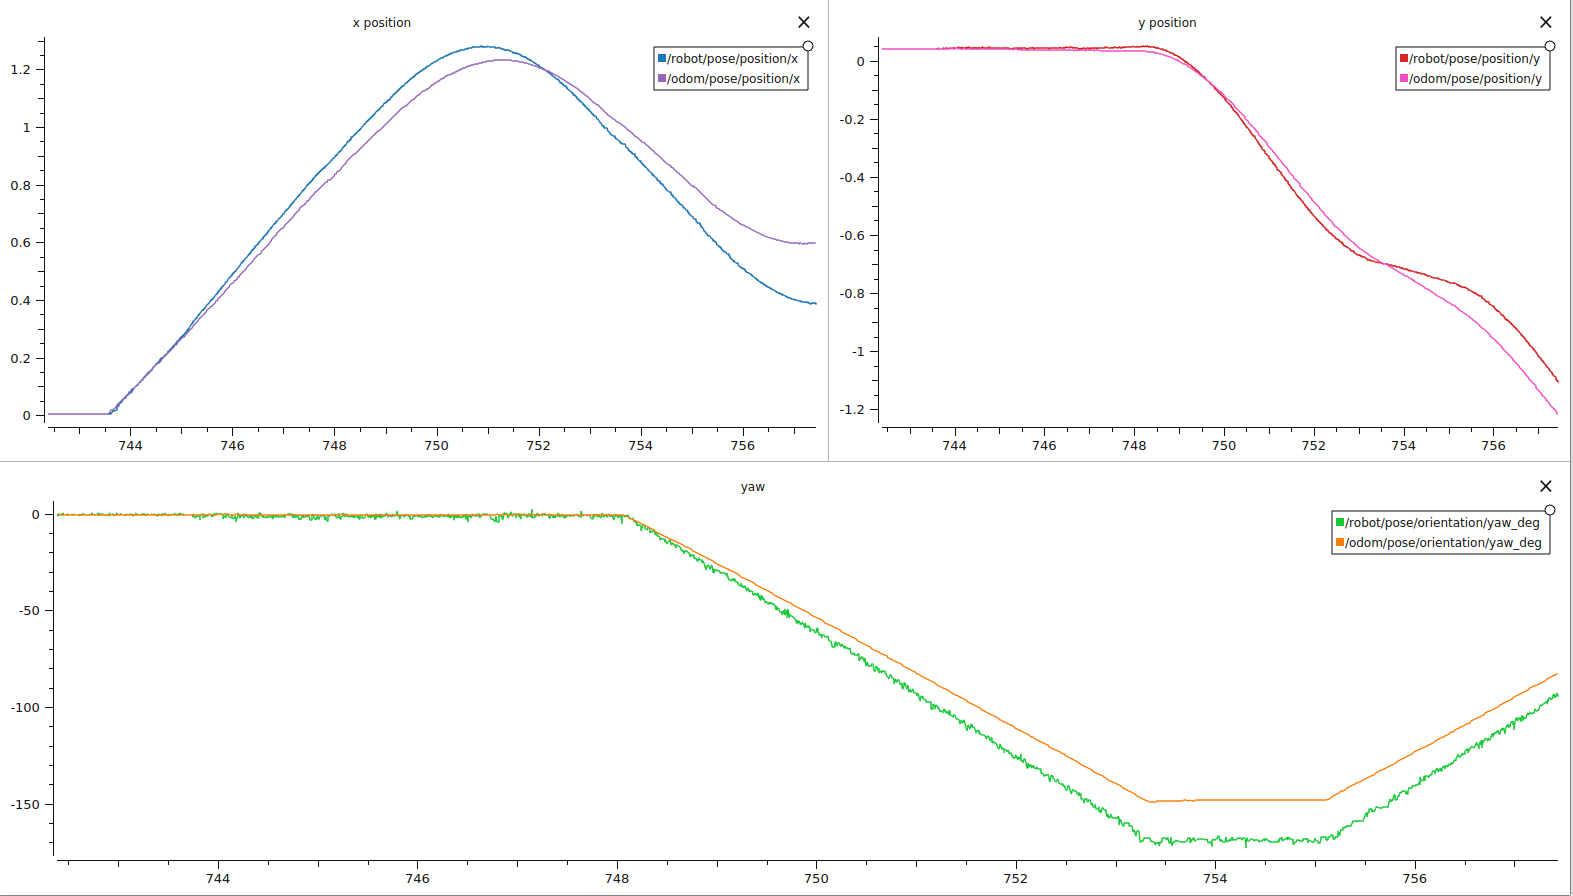 x position
/robot/pose/position/x
/odom/pose/position/x
1.2
1
0.8
0.6
0.4
0.2
0
744 746 748 750 752 754 756
y position
/robot/pose/position/y
/odom/pose/position/y
0
-0.2
-0.4
-0.6
-0.8
-1
-1.2
744 746 748 750 752 754 756
yaw
/robot/pose/orientation/yaw_deg
/odom/pose/orientation/yaw_deg
0
-50
-100
-150
744 746 748 750 752 754 756